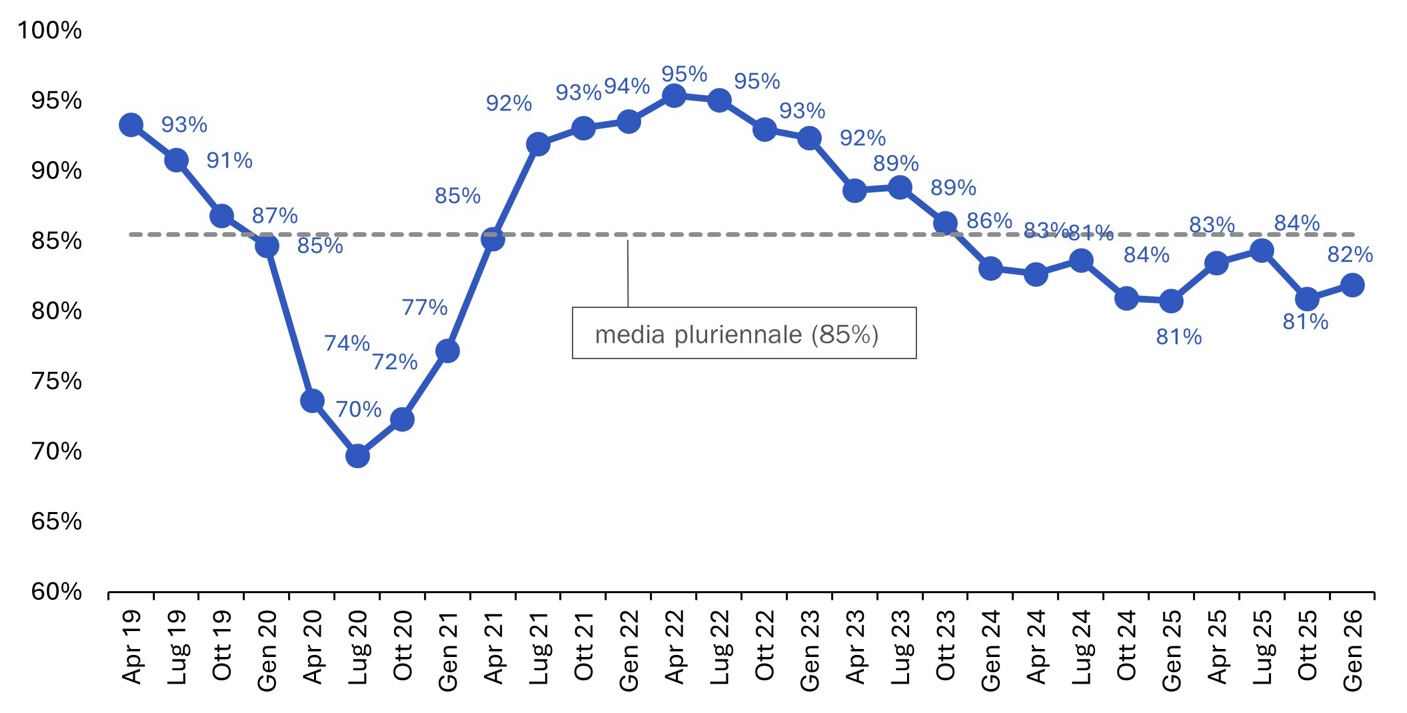 100%
95%
90%
85%
80%
75%
70%
65%
60%
93%
91%
87%
85%
74%
70%
72%
77%
85%
92%
93%
94%
95%
95%
93%
92%
89%
89%
86%
83%
81%
84%
81%
83%
84%
81%
82%
media pluriennale (85%)
Apr 19
Lug 19
Ott 19
Gen 20
Apr 20
Lug 20
Ott 20
Gen 21
Apr 21
Lug 21
Ott 21
Gen 22
Apr 22
Lug 22
Ott 22
Gen 23
Apr 23
Lug 23
Ott 23
Gen 24
Apr 24
Lug 24
Ott 24
Gen 25
Apr 25
Lug 25
Ott 25
Gen 26